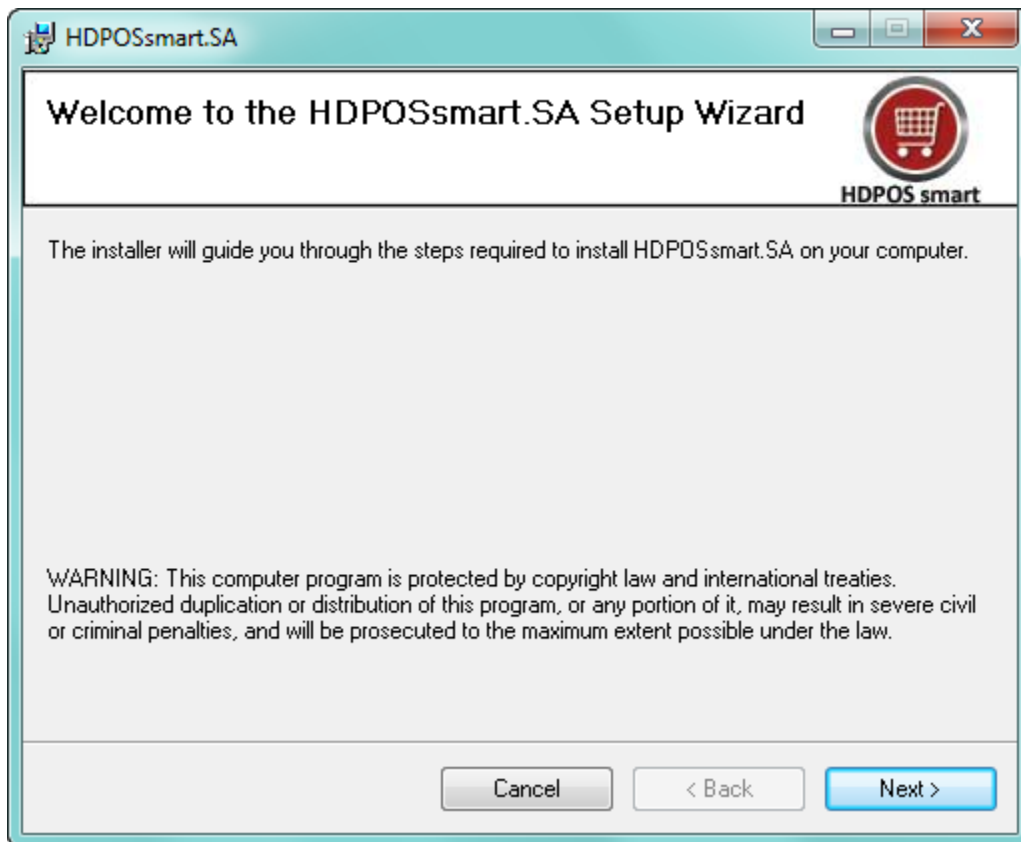 HDPOSsmart.SA
Welcome to the HDPOSsmart.SA Setup Wizard
HDPOS smart
The installer will guide you through the steps required to install HDPOSsmart.SA on your computer.
WARNING: This computer program is protected by copyright law and international treaties.
Unauthorized duplication or distribution of this program, or any portion of it, may result in severe civil
or criminal penalties, and will be prosecuted to the maximum extent possible under the law.
Cancel
< Back
Next >